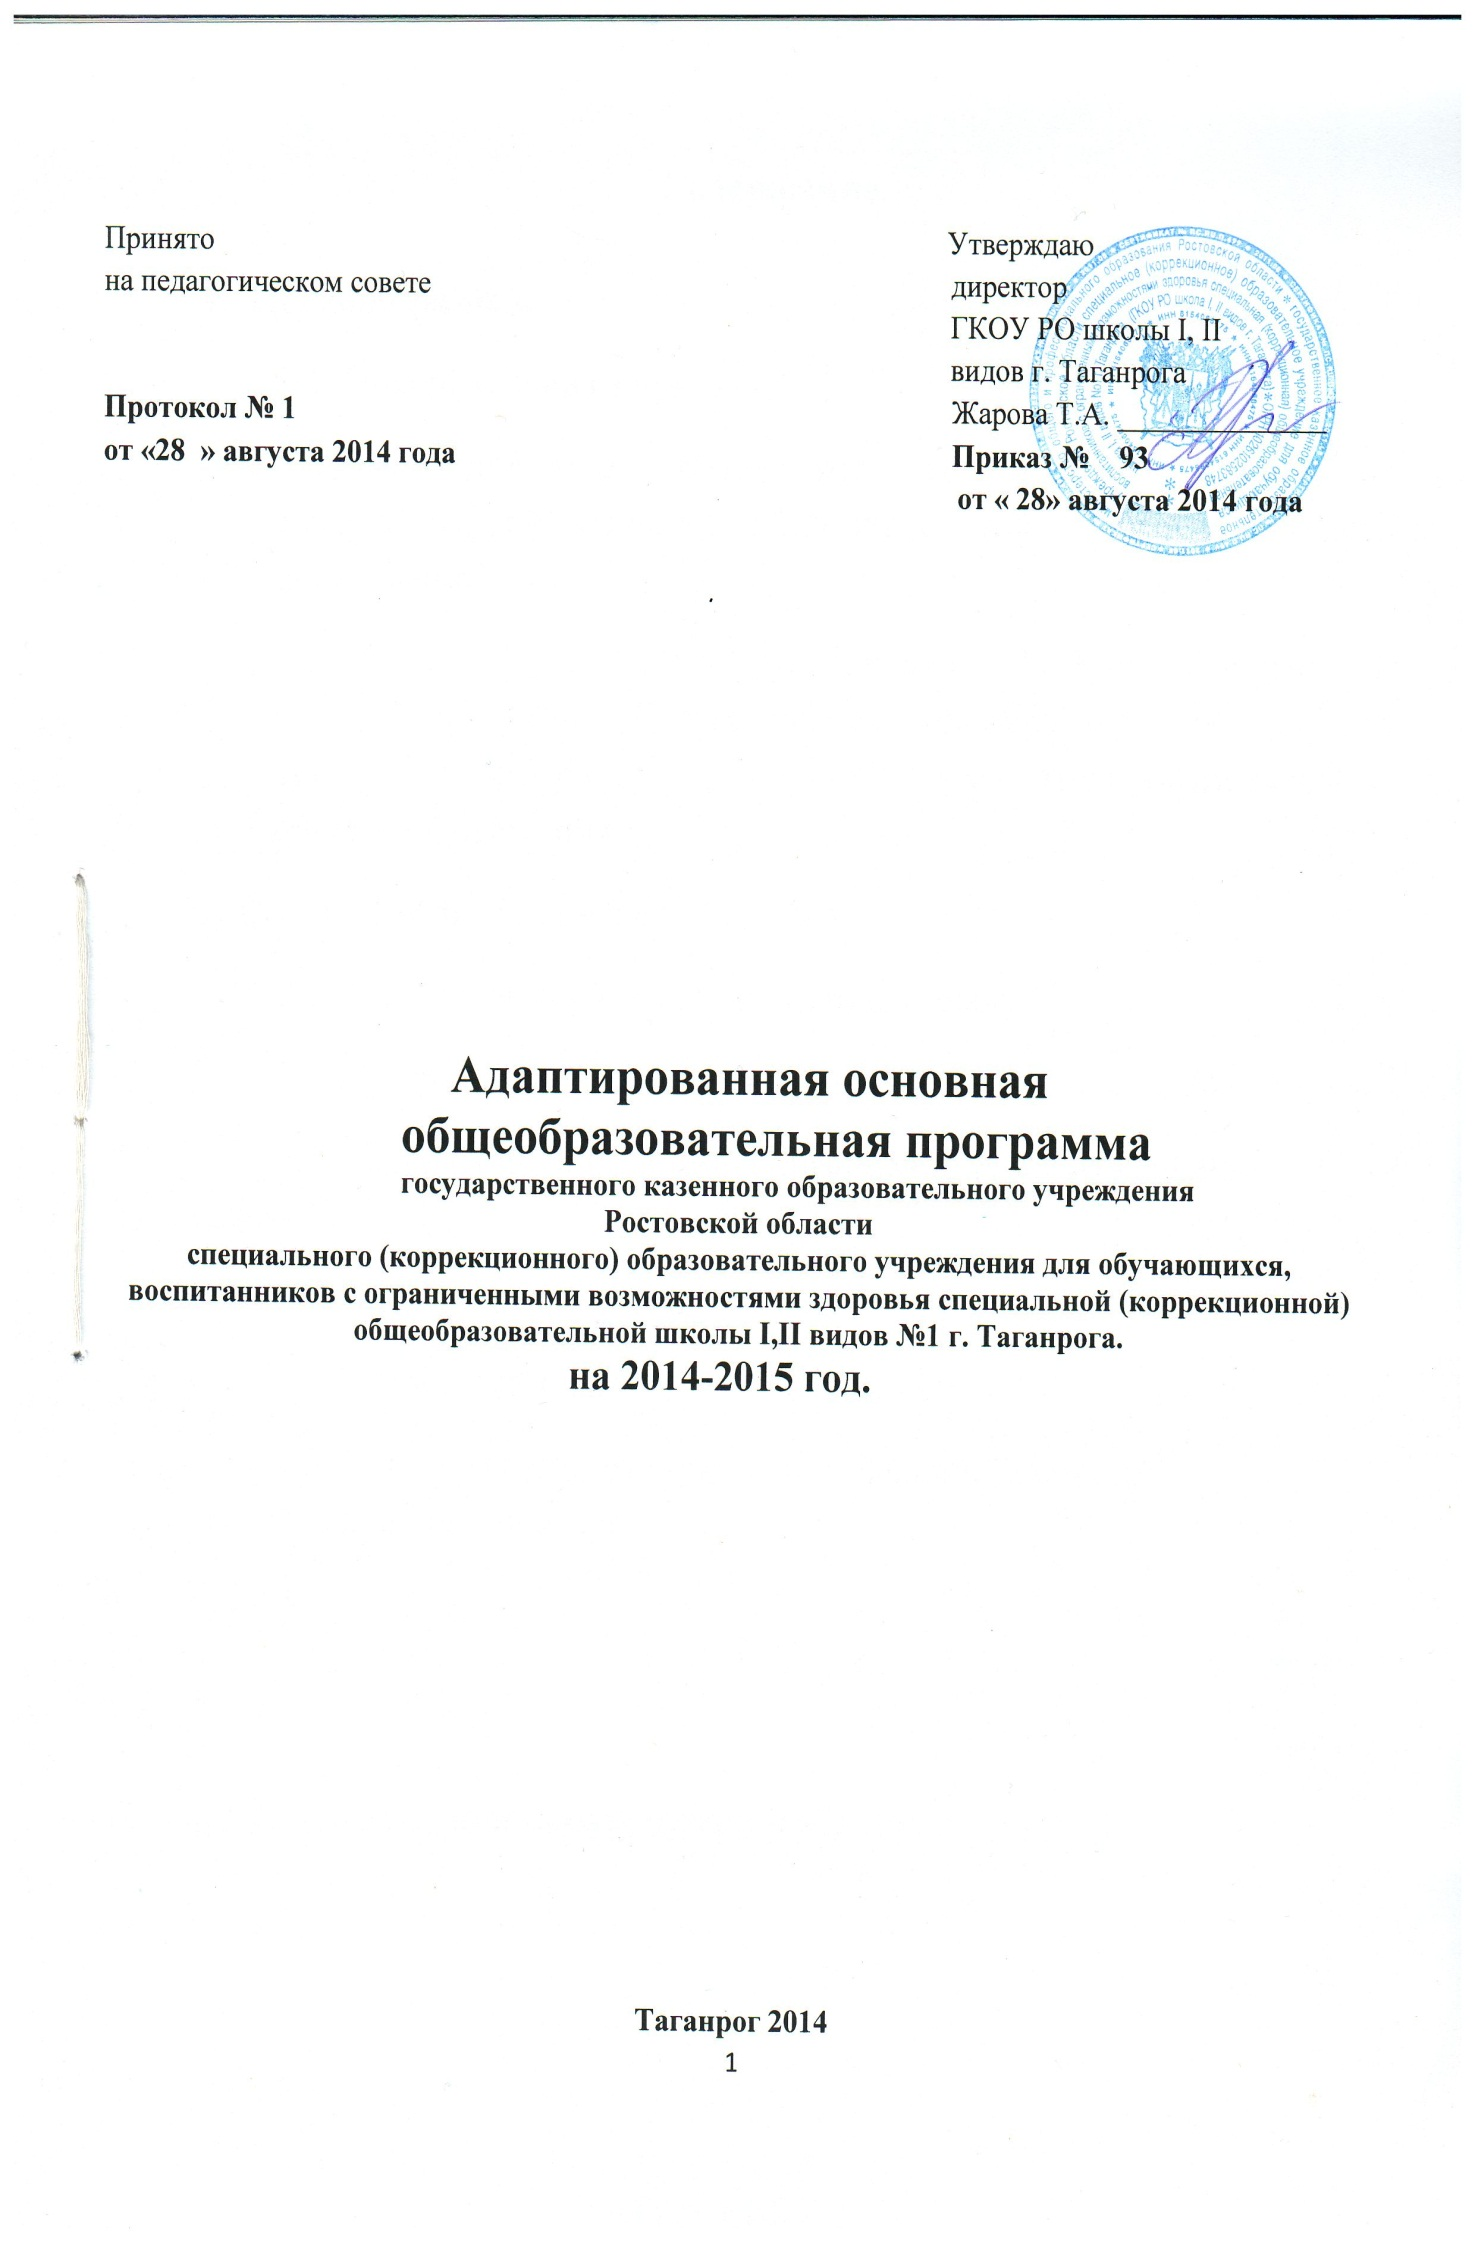 Принято
на педагогическом совете
Протокол № 1
от «28  » августа 2014 года
Утверждаю
директор
ГКОУ РО школы I, II
видов г. Таганрога
Жарова Т.А. ______________
Приказ №    93
от « 28» августа 2014 года
Адаптированная основная
общеобразовательная программа
государственного казенного образовательного учреждения
Ростовской области
специального (коррекционного) образовательного учреждения для обучающихся,
воспитанников с ограниченными возможностями здоровья специальной (коррекционной)
общеобразовательной школы I,II видов №1 г. Таганрога.
на 2014-2015 год.
Таганрог 2014
1